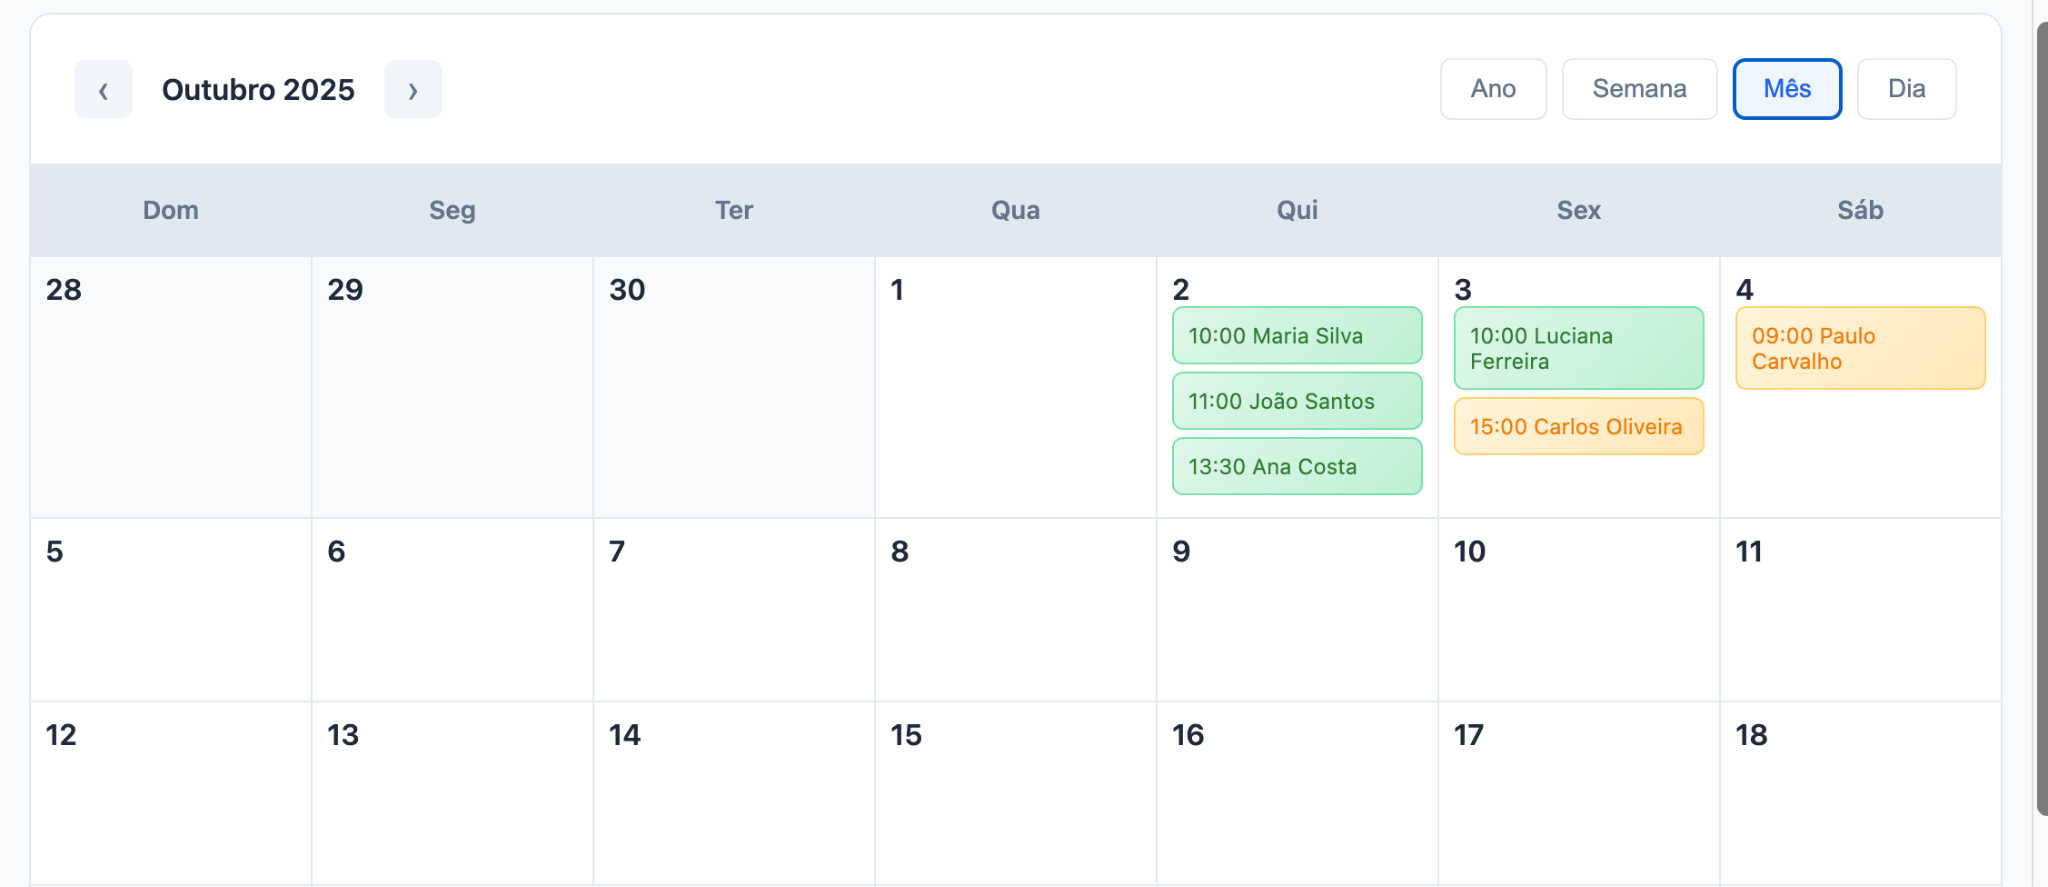 ‹ Outubro 2025 › Ano Semana Mês Dia
Dom Seg Ter Qua Qui Sex Sáb
28 29 30 1 2 3 4
10:00 Maria Silva
11:00 João Santos
13:30 Ana Costa
10:00 Luciana
Ferreira
15:00 Carlos Oliveira
09:00 Paulo
Carvalho
5 6 7 8 9 10 11
12 13 14 15 16 17 18